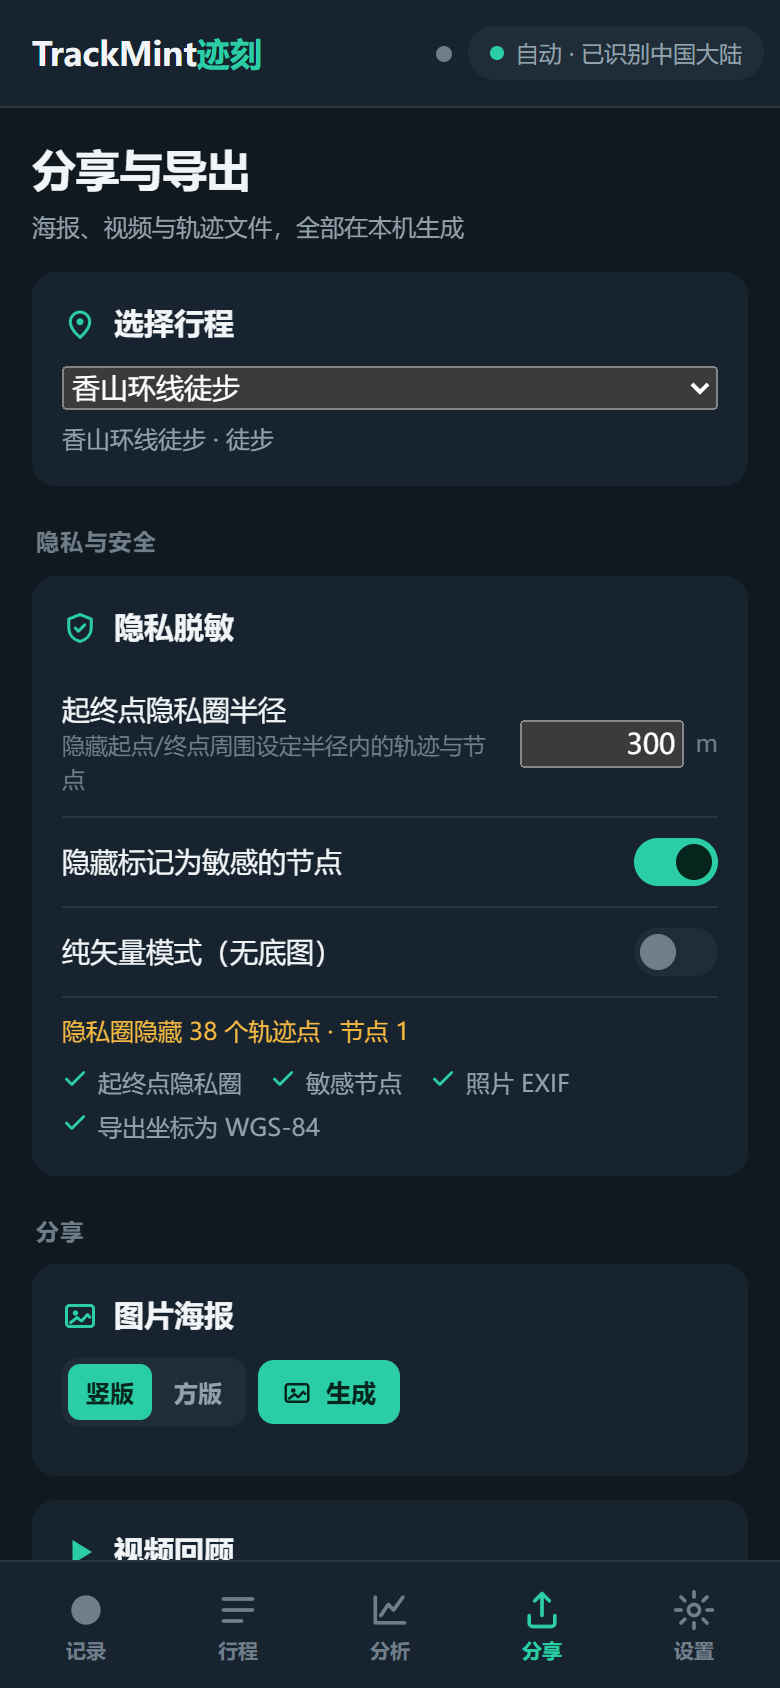 TrackMint迹刻
自动 · 已识别中国大陆
分享与导出
海报、视频与轨迹文件，全部在本机生成
选择行程
香山环线徒步
香山环线徒步 · 徒步
隐私与安全
隐私脱敏
起终点隐私圈半径
隐藏起点/终点周围设定半径内的轨迹与节
点
300 m
隐藏标记为敏感的节点
纯矢量模式（无底图）
隐私圈隐藏 38 个轨迹点 · 节点 1
起终点隐私圈 敏感节点 照片 EXIF
导出坐标为 WGS-84
分享
图片海报
竖版 方版 生成
视频回顾
记录 行程 分析 分享 设置